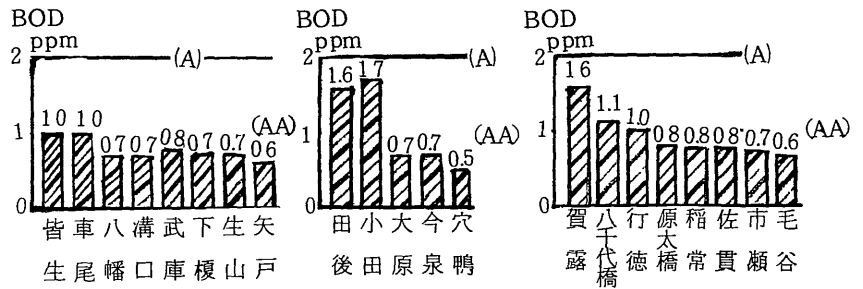 BOD
ppm
2
(A)
1
(AA)
0
1.0 1.0 0.7 0.7 0.8 0.7 0.7 0.6
皆生 車尾 八幡 溝口 武庫 下榎 生山 矢戸
BOD
ppm
2
(A)
1
(AA)
0
1.6 1.7 0.7 0.7 0.5
田後 小田 大原 今泉 穴鴨
BOD
ppm
2
(A)
1
(AA)
0
1.6 1.1 1.0 0.8 0.8 0.8 0.7 0.6
賀露 八千代橋 行徳 源太橋 稲常 佐貫 市瀬 毛谷